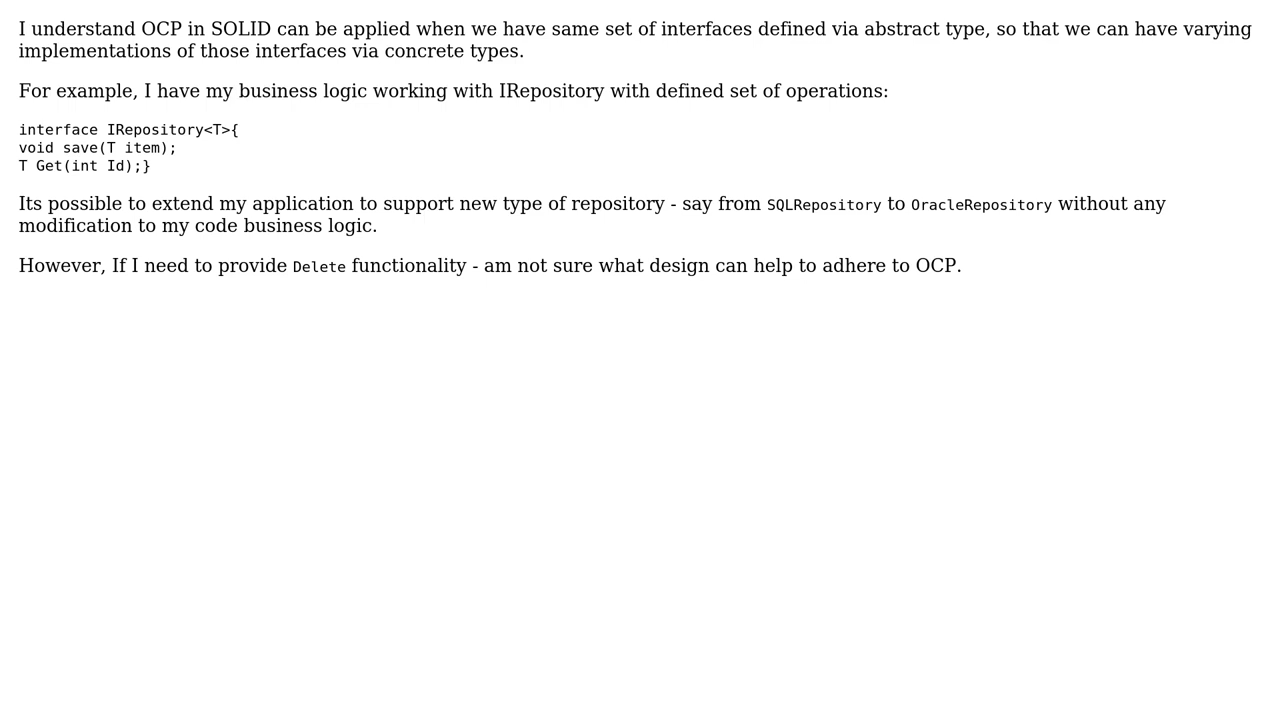 I understand OCP in SOLID can be applied when we have same set of interfaces defined via abstract type, so that we can have varying
implementations of those interfaces via concrete types.
For example, I have my business logic working with IRepository with defined set of operations:
interface IRepository<T>{
void save(T item);
T Get(int Id);}
Its possible to extend my application to support new type of repository - say from SQLRepository to OracleRepository without any
modification to my code business logic.
However, If I need to provide Delete functionality - am not sure what design can help to adhere to OCP.